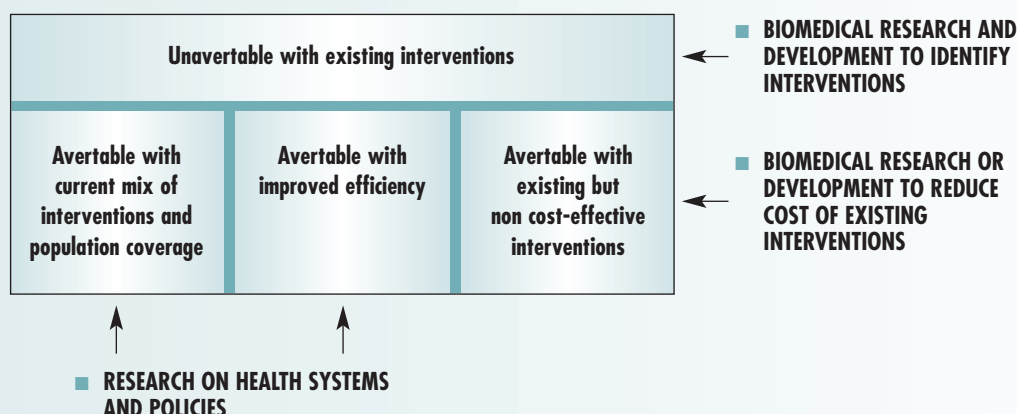 Unavertable with existing interventions
BIOMEDICAL RESEARCH AND
DEVELOPMENT TO IDENTIFY
INTERVENTIONS
Avertable with
current mix of
interventions and
population coverage
Avertable with
improved efficiency
Avertable with
existing but
non cost-effective
interventions
BIOMEDICAL RESEARCH OR
DEVELOPMENT TO REDUCE
COST OF EXISTING
INTERVENTIONS
RESEARCH ON HEALTH SYSTEMS
AND POLICIES